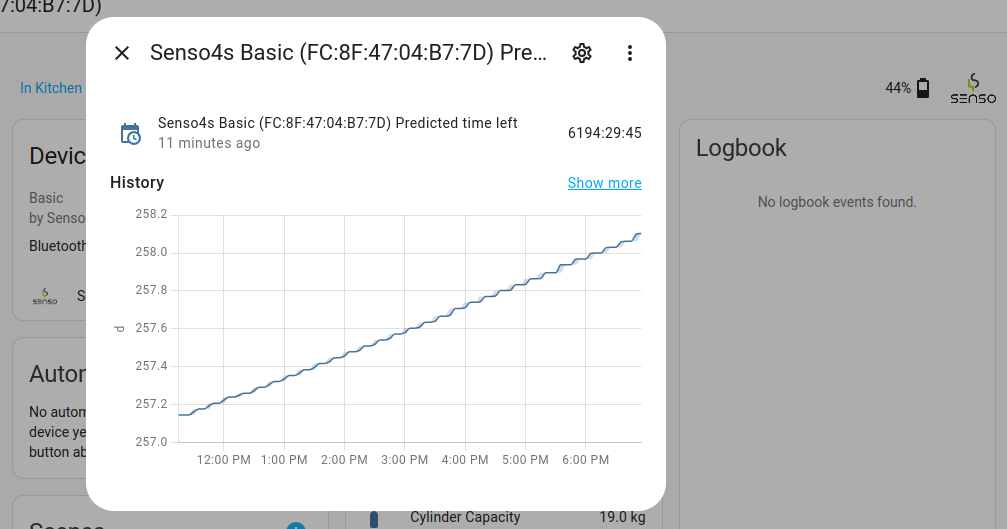 7:04:B7:7D)
Senso4s Basic (FC:8F:47:04:B7:7D) Pre...
In Kitchen
44%
SENSO
Senso4s Basic (FC:8F:47:04:B7:7D) Predicted time left
11 minutes ago
6194:29:45
Logbook
No logbook events found.
Devic
Basic
by Senso
Bluetooth
SENSO
S
History
Show more
258.2
258.0
257.8
257.6
257.4
257.2
257.0
d
12:00 PM
1:00 PM
2:00 PM
3:00 PM
4:00 PM
5:00 PM
6:00 PM
Autor
No autom
device ye
button ab
Cylinder Capacity
19.0 kg